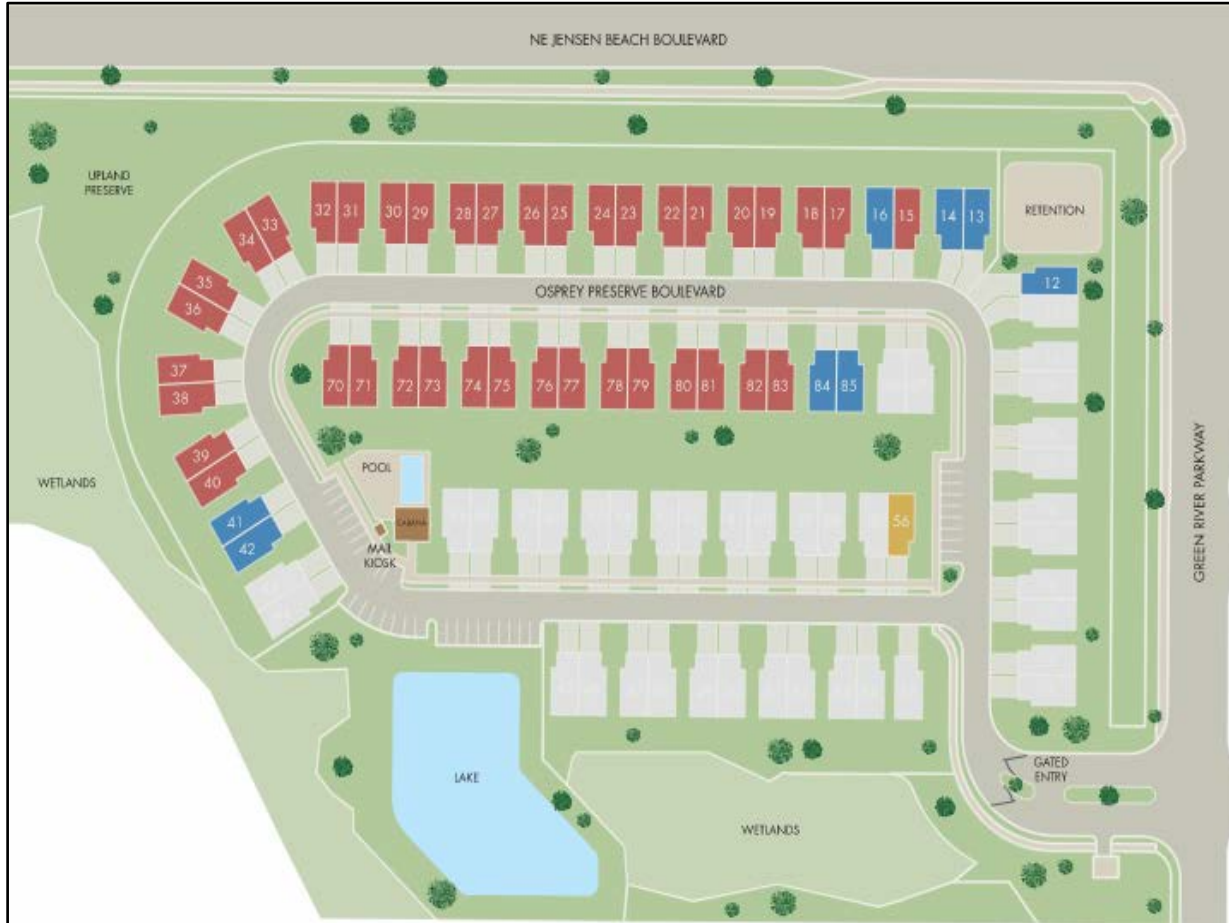 NE JENSEN BEACH BOULEVARD
UPLAND
PRESERVE
RETENTION
34 33 32 31 30 29 28 27 26 25 24 23 22 21 20 19 18 17 16 15 14 13
35
36
12
OSPREY PRESERVE BOULEVARD
37
38
70 71 72 73 74 75 76 77 78 79 80 81 82 83 84 85
39
40
POOL
WETLANDS
41
42
CABANA
56
MAIL
KIOSK
GREEN RIVER PARKWAY
LAKE
GATED
ENTRY
WETLANDS